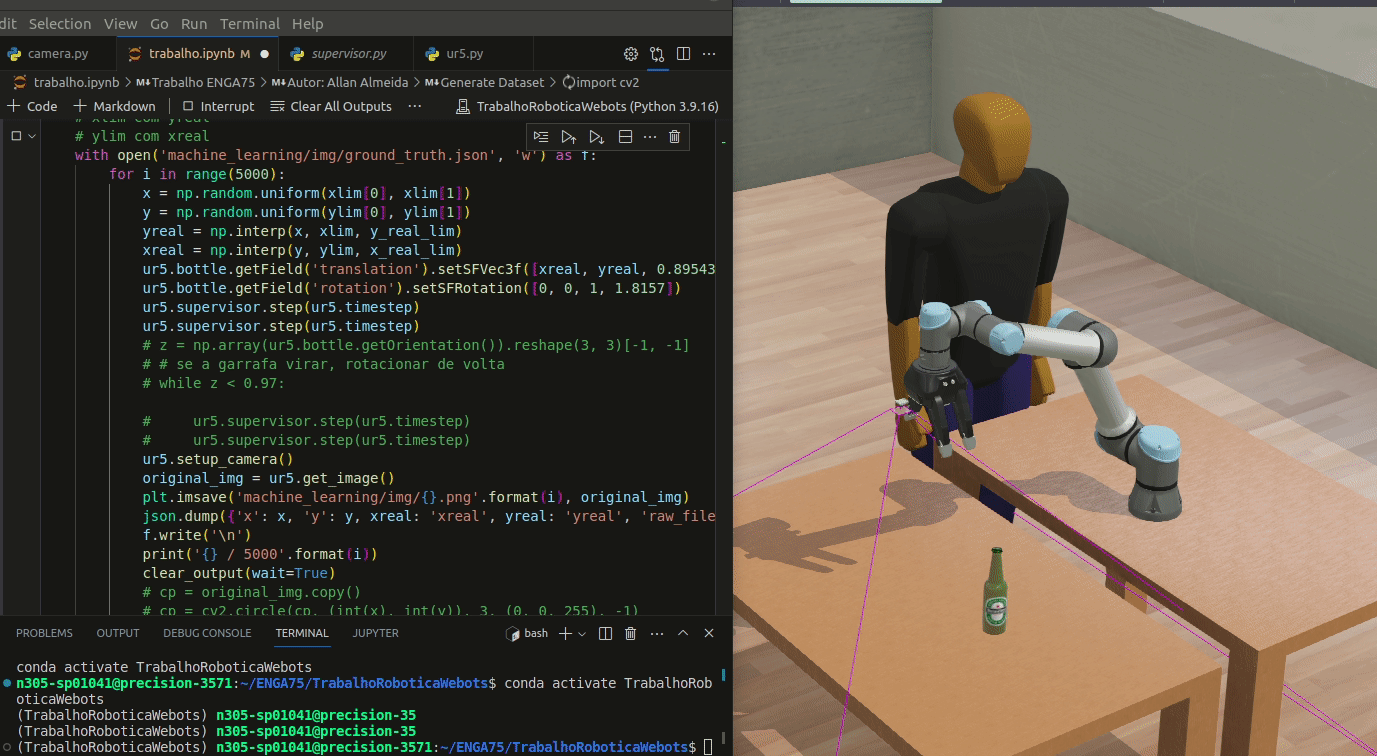 dit Selection View Go Run Terminal Help
camera.py trabalho.ipynb M supervisor.py ur5.py
trabalho.ipynb > M↓Trabalho ENGA75 > M↓Autor: Allan Almeida > M↓Generate Dataset > import cv2
+ Code + Markdown Interrupt Clear All Outputs ... TrabalhoRoboticaWebots (Python 3.9.16)
# xlim com yreal
# ylim com xreal
with open('machine_learning/img/ground_truth.json', 'w') as f:
for i in range(5000):
x = np.random.uniform(xlim[0], xlim[1])
y = np.random.uniform(ylim[0], ylim[1])
yreal = np.interp(x, xlim, y_real_lim)
xreal = np.interp(y, ylim, x_real_lim)
ur5.bottle.getField('translation').setSFVec3f([xreal, yreal, 0.89543
ur5.bottle.getField('rotation').setSFRotation([0, 0, 1, 1.8157])
ur5.supervisor.step(ur5.timestep)
ur5.supervisor.step(ur5.timestep)
# z = np.array(ur5.bottle.getOrientation()).reshape(3, 3)[-1, -1]
# # se a garrafa virar, rotacionar de volta
# while z < 0.97:
# ur5.supervisor.step(ur5.timestep)
# ur5.supervisor.step(ur5.timestep)
ur5.setup_camera()
original_img = ur5.get_image()
plt.imsave('machine_learning/img/{}.png'.format(i), original_img)
json.dump({'x': x, 'y': y, xreal: 'xreal', yreal: 'yreal', 'raw_file
f.write('\n')
print('{} / 5000'.format(i))
clear_output(wait=True)
# cp = original_img.copy()
# cp = cv2.circle(cp, (int(x), int(y)), 3, (0, 0, 255), -1)
PROBLEMS OUTPUT DEBUG CONSOLE TERMINAL JUPYTER bash
conda activate TrabalhoRoboticaWebots
n305-sp01041@precision-3571:~/ENGA75/TrabalhoRoboticaWebots$ conda activate TrabalhoRob
oticaWebots
(TrabalhoRoboticaWebots) n305-sp01041@precision-35
(TrabalhoRoboticaWebots) n305-sp01041@precision-35
(TrabalhoRoboticaWebots) n305-sp01041@precision-3571:~/ENGA75/TrabalhoRoboticaWebots$